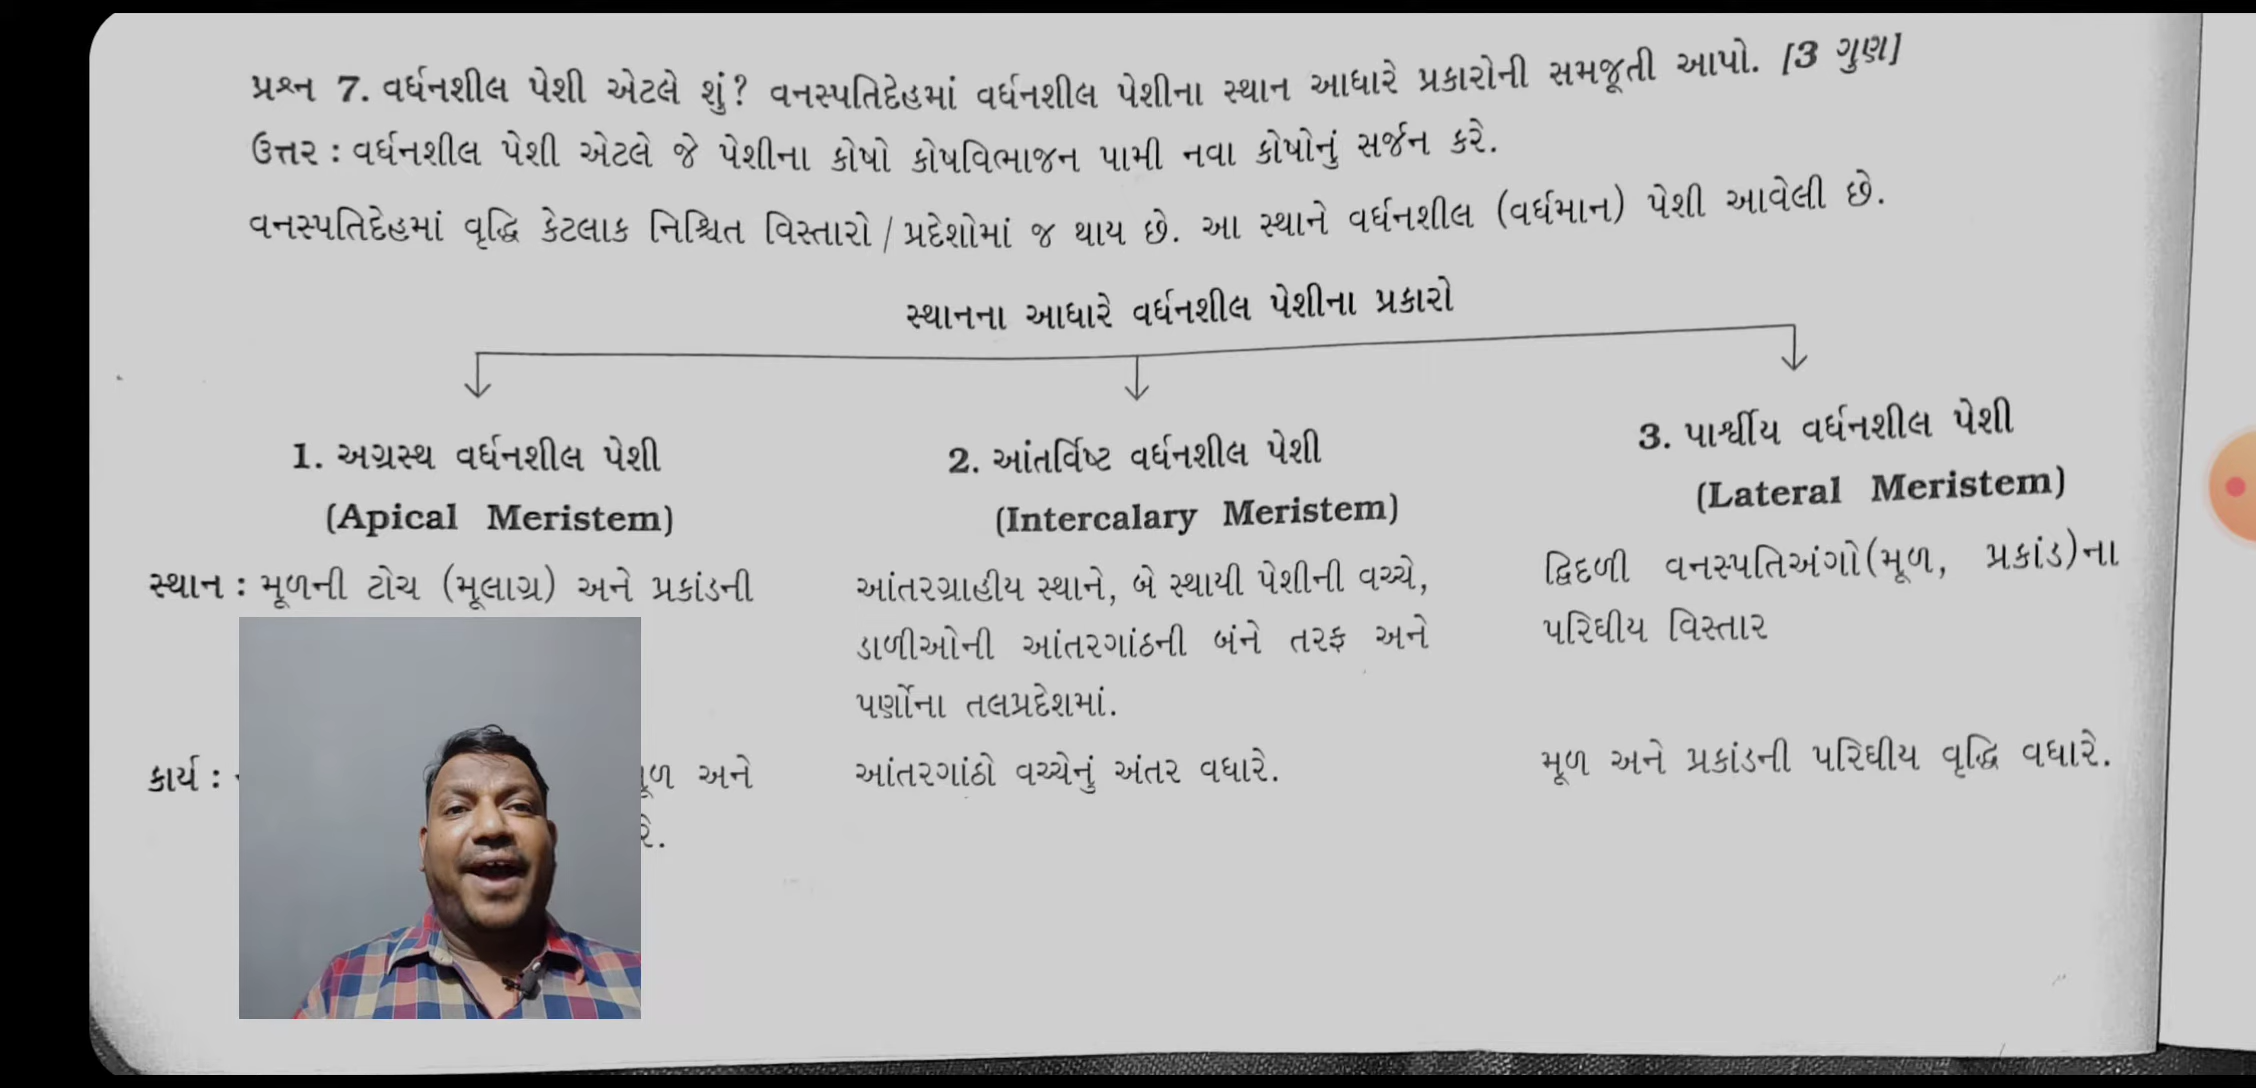 પ્રશ્ન 7. વર્ધનશીલ પેશી એટલે શું? વનસ્પતિદેહમાં વર્ધનશીલ પેશીના સ્થાન આધારે પ્રકારોની સમજૂતી આપો. [3 ગુણ]
ઉત્તર : વર્ધનશીલ પેશી એટલે જે પેશીના કોષો કોષવિભાજન પામી નવા કોષોનું સર્જન કરે.
વનસ્પતિદેહમાં વૃદ્ધિ કેટલાક નિશ્ચિત વિસ્તારો / પ્રદેશોમાં જ થાય છે. આ સ્થાને વર્ધનશીલ (વર્ધમાન) પેશી આવેલી છે.
સ્થાનના આધારે વર્ધનશીલ પેશીના પ્રકારો
1. અગ્રસ્થ વર્ધનશીલ પેશી
(Apical Meristem)
સ્થાન : મૂળની ટોચ (મૂલાગ્ર) અને પ્રકાંડની
કાર્ય :
અને
2. આંતર્વિષ્ટ વર્ધનશીલ પેશી
(Intercalary Meristem)
આંતરગ્રાહીય સ્થાને, બે સ્થાયી પેશીની વચ્ચે,
ડાળીઓની આંતરગાંઠની બંને તરફ અને
પર્ણોના તલપ્રદેશમાં.
આંતરગાંઠો વચ્ચેનું અંતર વધારે.
3. પાર્શ્વીય વર્ધનશીલ પેશી
(Lateral Meristem)
દ્વિદળી વનસ્પતિઅંગો(મૂળ, પ્રકાંડ)ના
પરિઘીય વિસ્તાર
મૂળ અને પ્રકાંડની પરિઘીય વૃદ્ધિ વધારે.